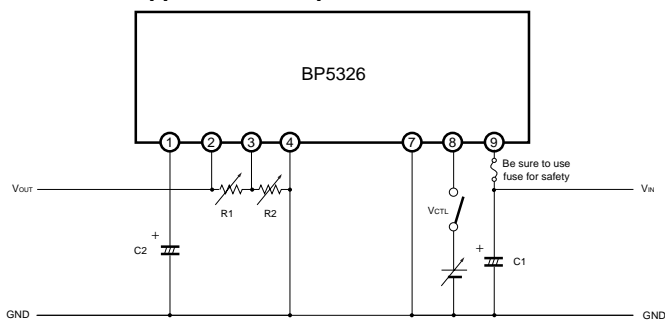 BP5326
1 2 3 4 7 8 9
Be sure to use
fuse for safety
VOUT
VIN
R1 R2
VCTL
+
C2
+
C1
GND
GND